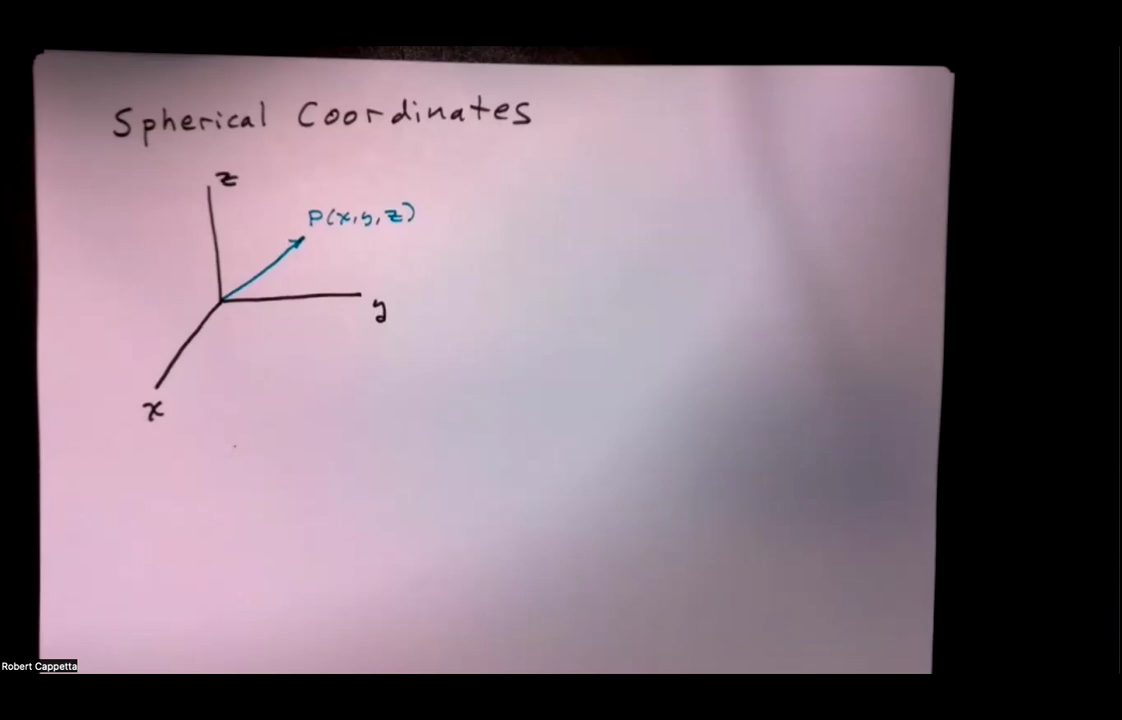 Spherical Coordinates
z
P(x,y,z)
y
x
Robert Cappetta